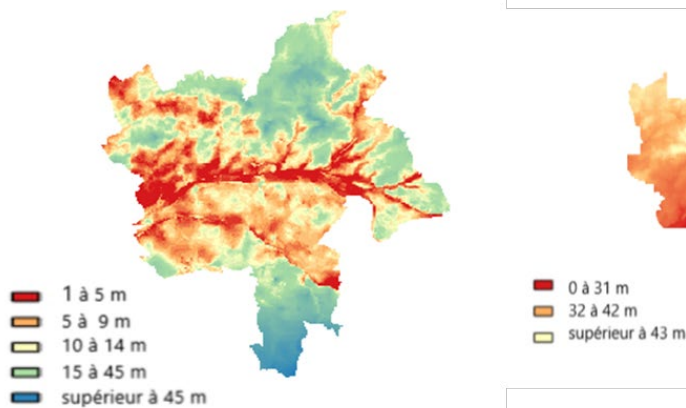 1 à 5 m
5 à 9 m
10 à 14 m
15 à 45 m
supérieur à 45 m
0 à 31 m
32 à 42 m
supérieur à 43 m